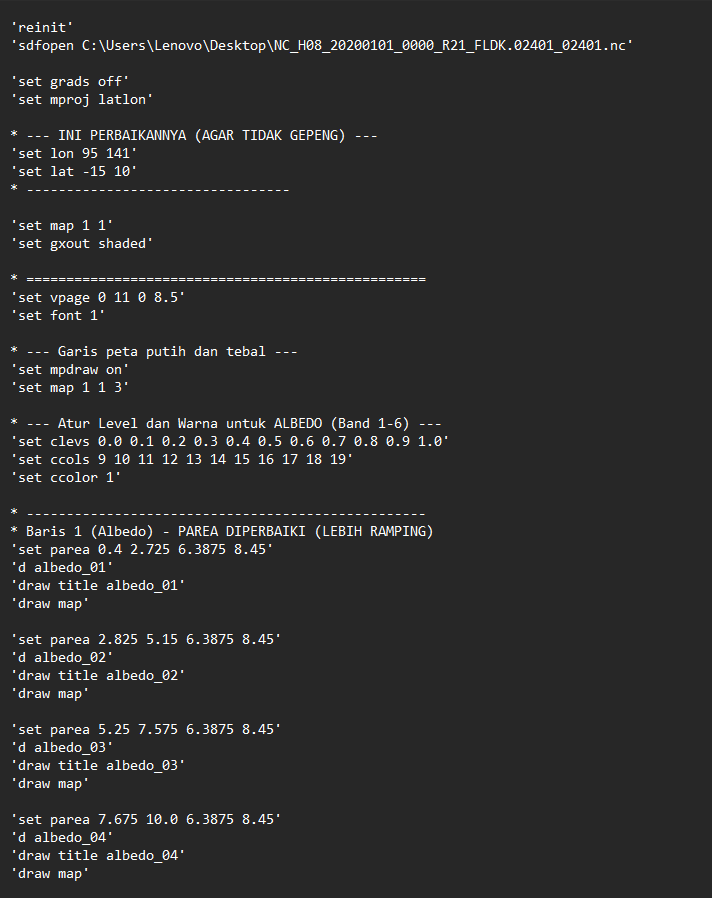 'reinit'
'sdfopen C:\Users\Lenovo\Desktop\NC_H08_20200101_0000_R21_FLDK.02401_02401.nc'
'set grads off'
'set mproj latlon'
* --- INI PERBAIKANNYA (AGAR TIDAK GEPENG) ---
'set lon 95 141'
'set lat -15 10'
* ---------------------------------
'set map 1 1'
'set gxout shaded'
* ==================================================
'set vpage 0 11 0 8.5'
'set font 1'
* --- Garis peta putih dan tebal ---
'set mpdraw on'
'set map 1 1 3'
* --- Atur Level dan Warna untuk ALBEDO (Band 1-6) ---
'set clevs 0.0 0.1 0.2 0.3 0.4 0.5 0.6 0.7 0.8 0.9 1.0'
'set ccols 9 10 11 12 13 14 15 16 17 18 19'
'set ccolor 1'
* --------------------------------------------------
* Baris 1 (Albedo) - PAREA DIPERBAIKI (LEBIH RAMPING)
'set parea 0.4 2.725 6.3875 8.45'
'd albedo_01'
'draw title albedo_01'
'draw map'
'set parea 2.825 5.15 6.3875 8.45'
'd albedo_02'
'draw title albedo_02'
'draw map'
'set parea 5.25 7.575 6.3875 8.45'
'd albedo_03'
'draw title albedo_03'
'draw map'
'set parea 7.675 10.0 6.3875 8.45'
'd albedo_04'
'draw title albedo_04'
'draw map'